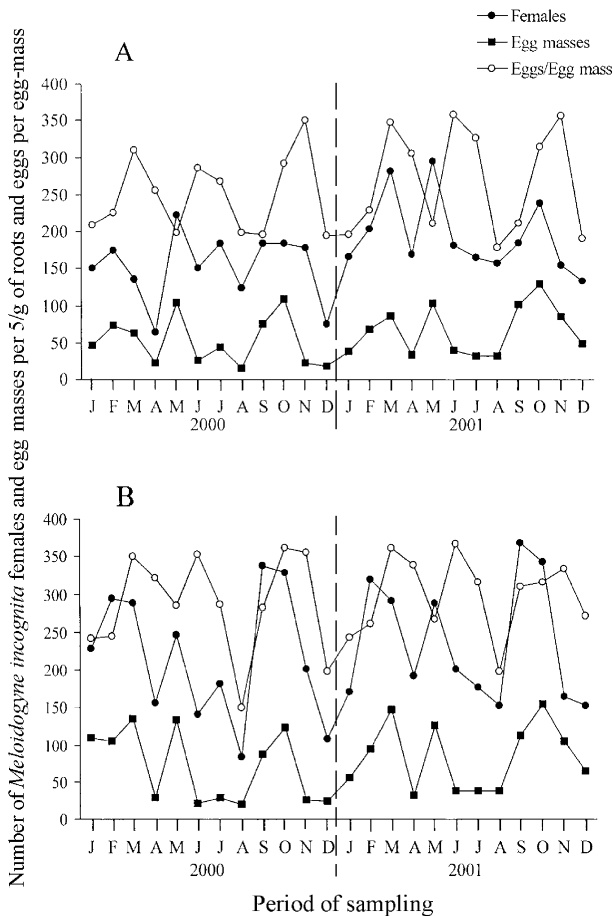 Females
Egg masses
Eggs/Egg mass
A
400
350
300
250
200
150
100
50
0
J F M A M J J A S O N D J F M A M J J A S O N D
2000 2001
B
400
350
300
250
200
150
100
50
0
J F M A M J J A S O N D J F M A M J J A S O N D
2000 2001
Number of Meloidogyne incognita females and egg masses per 5/g of roots and eggs per egg-mass
Period of sampling